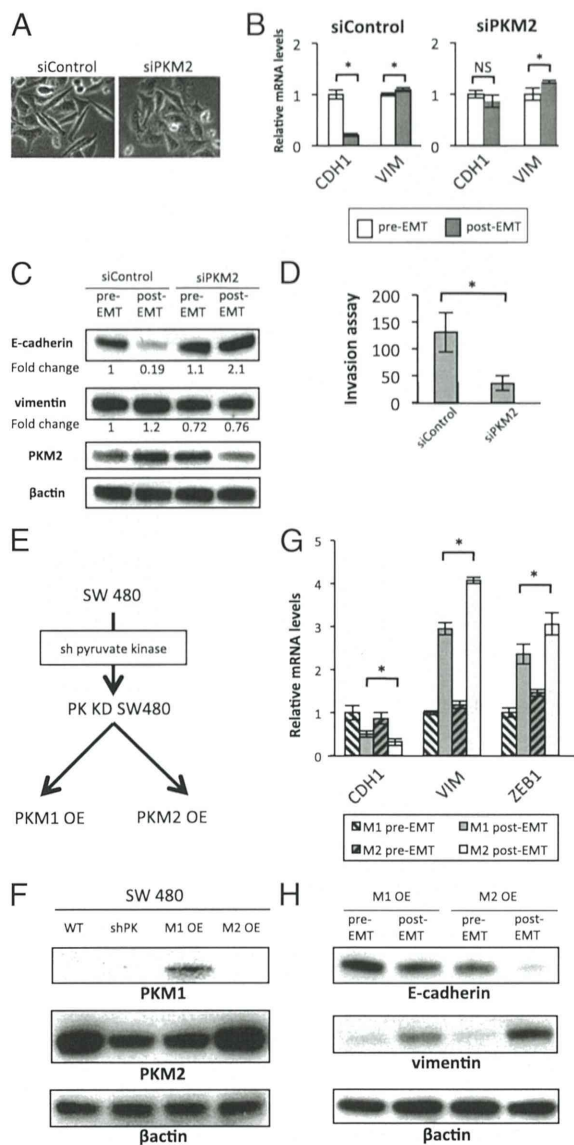 A
siControl
siPKM2
B
siControl
siPKM2
Relative mRNA levels
2
1
0
*
*
CDH1
VIM
2
1
0
NS
*
CDH1
VIM
pre-EMT
post-EMT
C
siControl
siPKM2
pre-EMT
post-EMT
pre-EMT
post-EMT
E-cadherin
Fold change
1
0.19
1.1
2.1
vimentin
Fold change
1
1.2
0.72
0.76
PKM2
βactin
D
Invasion assay
200
150
100
50
0
*
siControl
siPKM2
E
SW 480
sh pyruvate kinase
PK KD SW480
PKM1 OE
PKM2 OE
G
Relative mRNA levels
5
4
3
2
1
0
*
*
*
CDH1
VIM
ZEB1
M1 pre-EMT
M1 post-EMT
M2 pre-EMT
M2 post-EMT
F
SW 480
WT
shPK
M1 OE
M2 OE
PKM1
PKM2
βactin
H
M1 OE
M2 OE
pre-EMT
post-EMT
pre-EMT
post-EMT
E-cadherin
vimentin
βactin